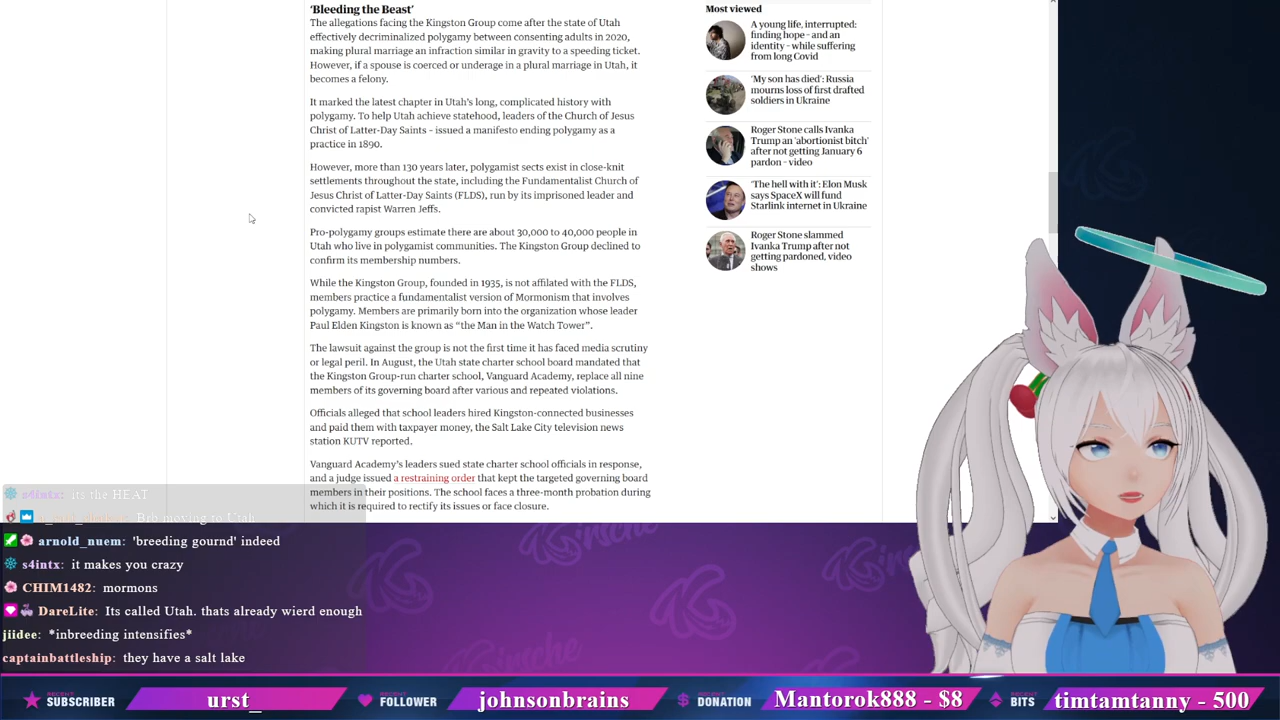 'Bleeding the Beast'
The allegations facing the Kingston Group come after the state of Utah
effectively decriminalized polygamy between consenting adults in 2020,
making plural marriage an infraction similar in gravity to a speeding ticket.
However, if a spouse is coerced or underage in a plural marriage in Utah, it
becomes a felony.
It marked the latest chapter in Utah's long, complicated history with
polygamy. To help Utah achieve statehood, leaders of the Church of Jesus
Christ of Latter-Day Saints – issued a manifesto ending polygamy as a
practice in 1890.
However, more than 130 years later, polygamist sects exist in close-knit
settlements throughout the state, including the Fundamentalist Church of
Jesus Christ of Latter-Day Saints (FLDS), run by its imprisoned leader and
convicted rapist Warren Jeffs.
Pro-polygamy groups estimate there are about 30,000 to 40,000 people in
Utah who live in polygamist communities. The Kingston Group declined to
confirm its membership numbers.
While the Kingston Group, founded in 1935, is not affilated with the FLDS,
members practice a fundamentalist version of Mormonism that involves
polygamy. Members are primarily born into the organization whose leader
Paul Elden Kingston is known as "the Man in the Watch Tower".
The lawsuit against the group is not the first time it has faced media scrutiny
or legal peril. In August, the Utah state charter school board mandated that
the Kingston Group-run charter school, Vanguard Academy, replace all nine
members of its governing board after various and repeated violations.
Officials alleged that school leaders hired Kingston-connected businesses
and paid them with taxpayer money, the Salt Lake City television news
station KUTV reported.
Vanguard Academy's leaders sued state charter school officials in response,
and a judge issued a restraining order that kept the targeted governing board
members in their positions. The school faces a three-month probation during
which it is required to rectify its issues or face closure.
Most viewed
A young life, interrupted:
finding hope – and an
identity – while suffering
from long Covid
'My son has died': Russia
mourns loss of first drafted
soldiers in Ukraine
Roger Stone calls Ivanka
Trump an 'abortionist bitch'
after not getting January 6
pardon – video
'The hell with it': Elon Musk
says SpaceX will fund
Starlink internet in Ukraine
Roger Stone slammed
Ivanka Trump after not
getting pardoned, video
shows
s4intx: its the HEAT
Brb moving to Utah
arnold_nuem: 'breeding gournd' indeed
s4intx: it makes you crazy
CHIM1482: mormons
DareLite: Its called Utah. thats already wierd enough
jiidee: *inbreeding intensifies*
captainbattleship: they have a salt lake
RECENT SUBSCRIBER urst_
RECENT FOLLOWER johnsonbrains
RECENT DONATION Mantorok888 - $8
RECENT BITS timtamtanny - 500